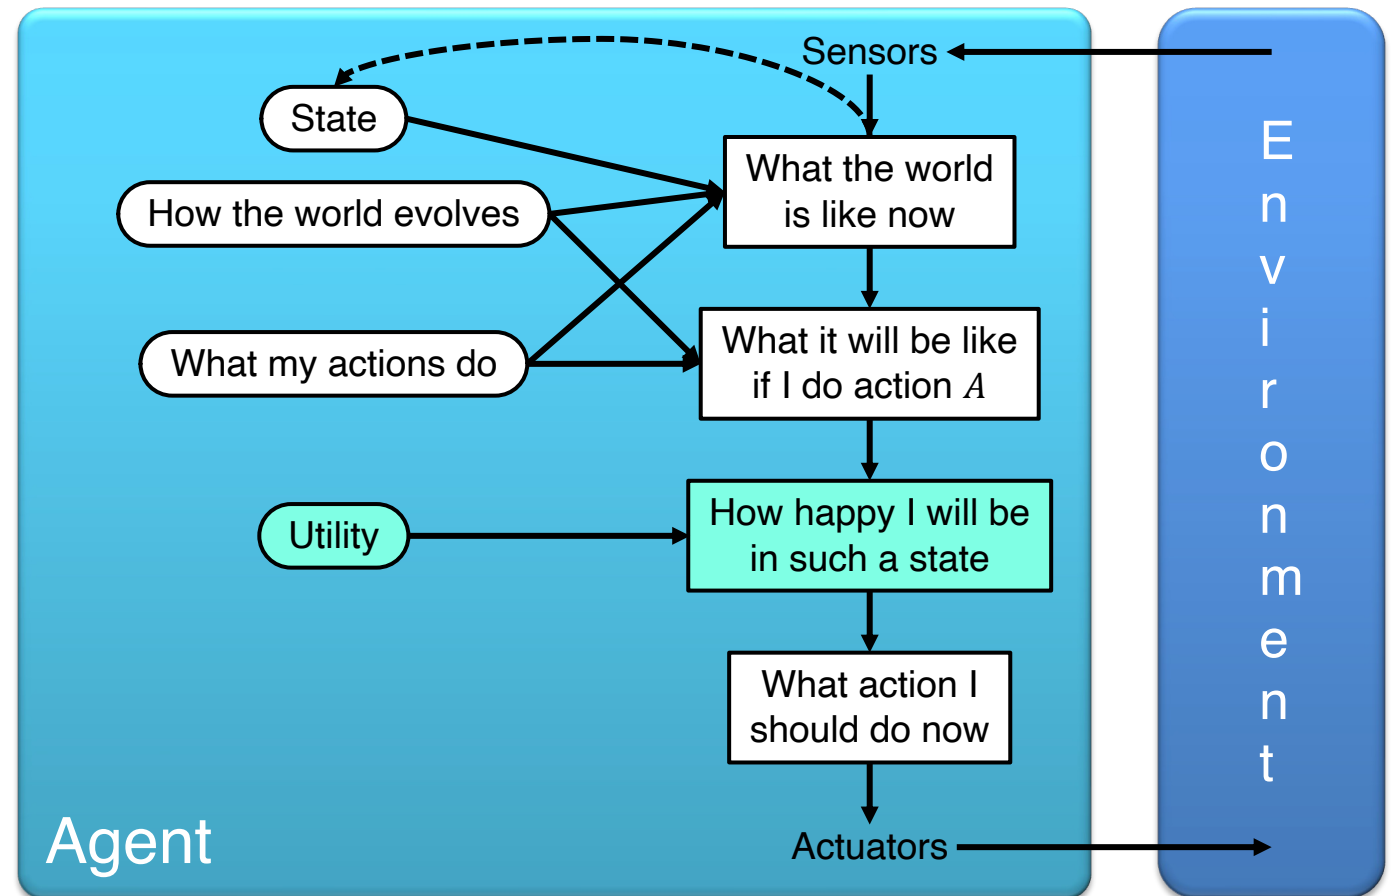 Sensors
State
What the world
is like now
How the world evolves
What it will be like
if I do action A
What my actions do
How happy I will be
in such a state
Utility
What action I
should do now
Agent
Actuators
Environment